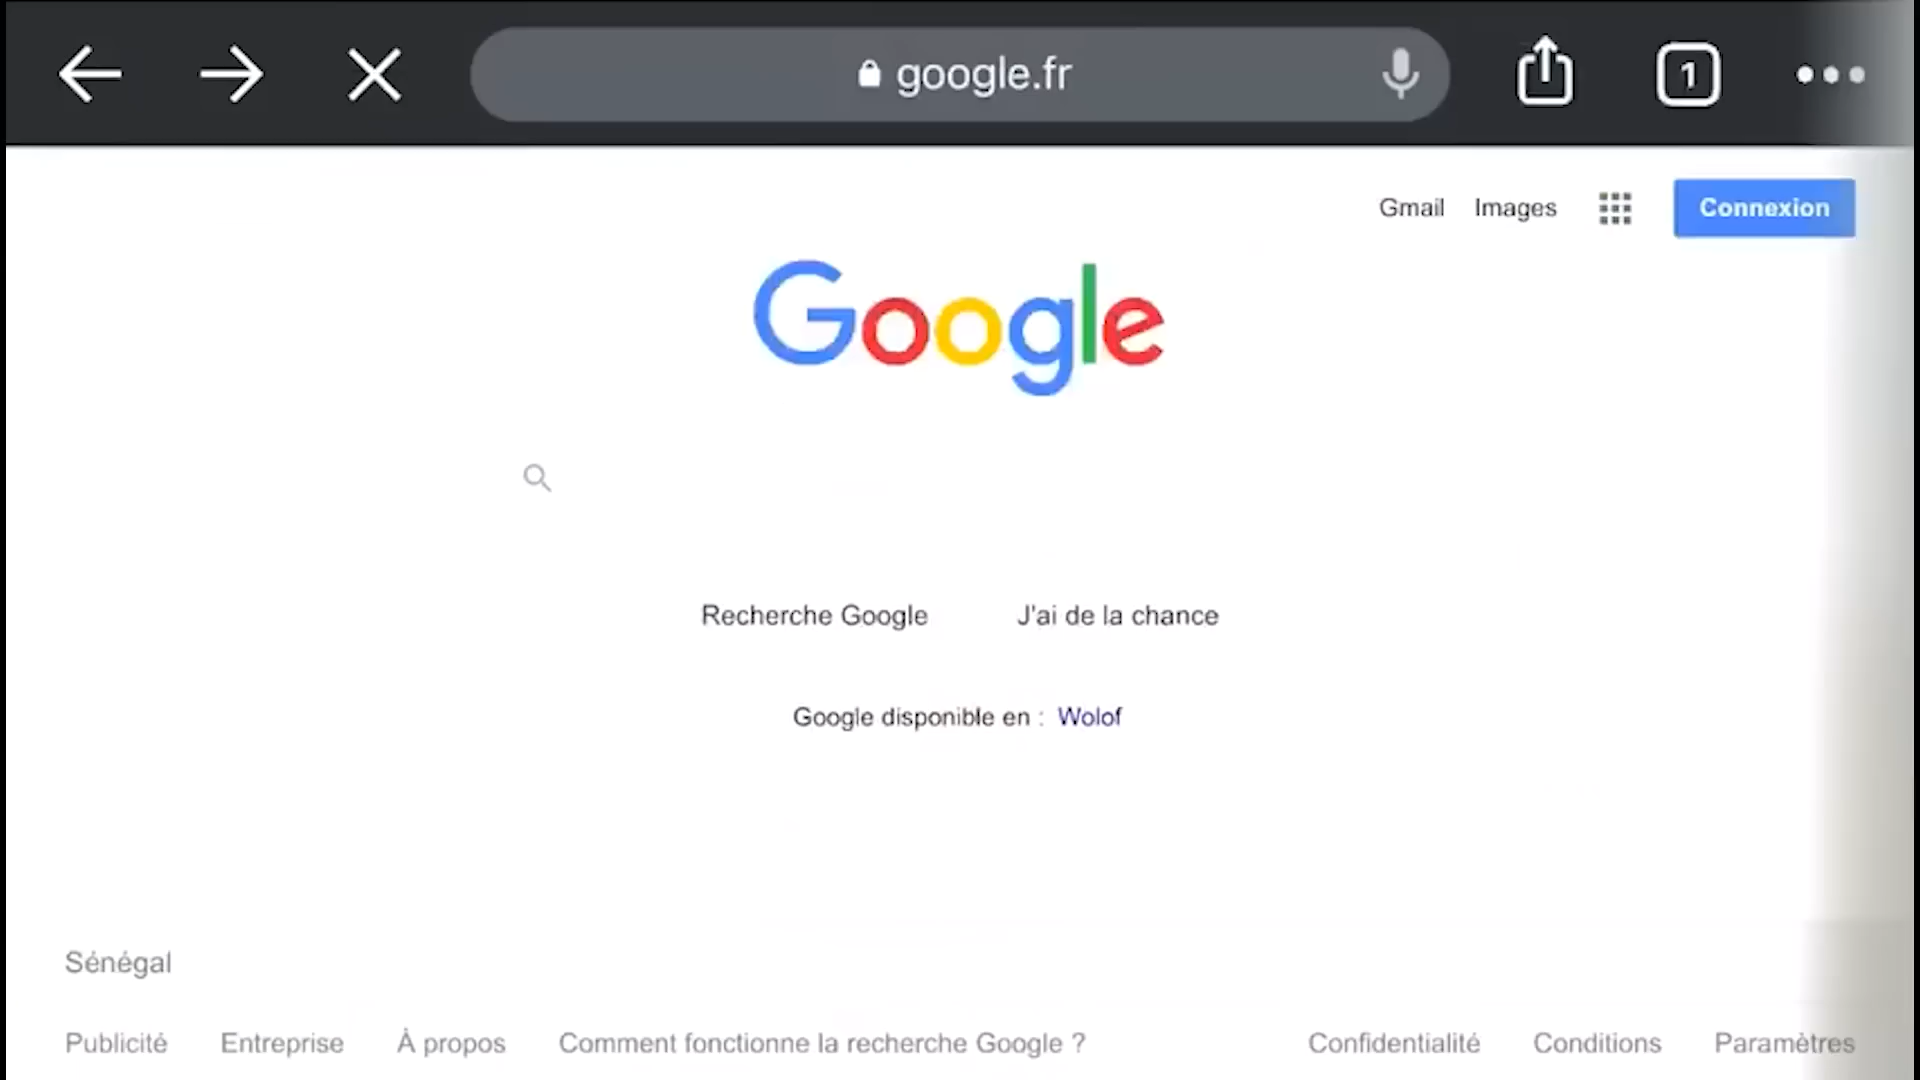 google.fr
1
Gmail Images Connexion
Google
Recherche Google J'ai de la chance
Google disponible en : Wolof
Sénégal
Publicité Entreprise À propos Comment fonctionne la recherche Google ? Confidentialité Conditions Paramètres